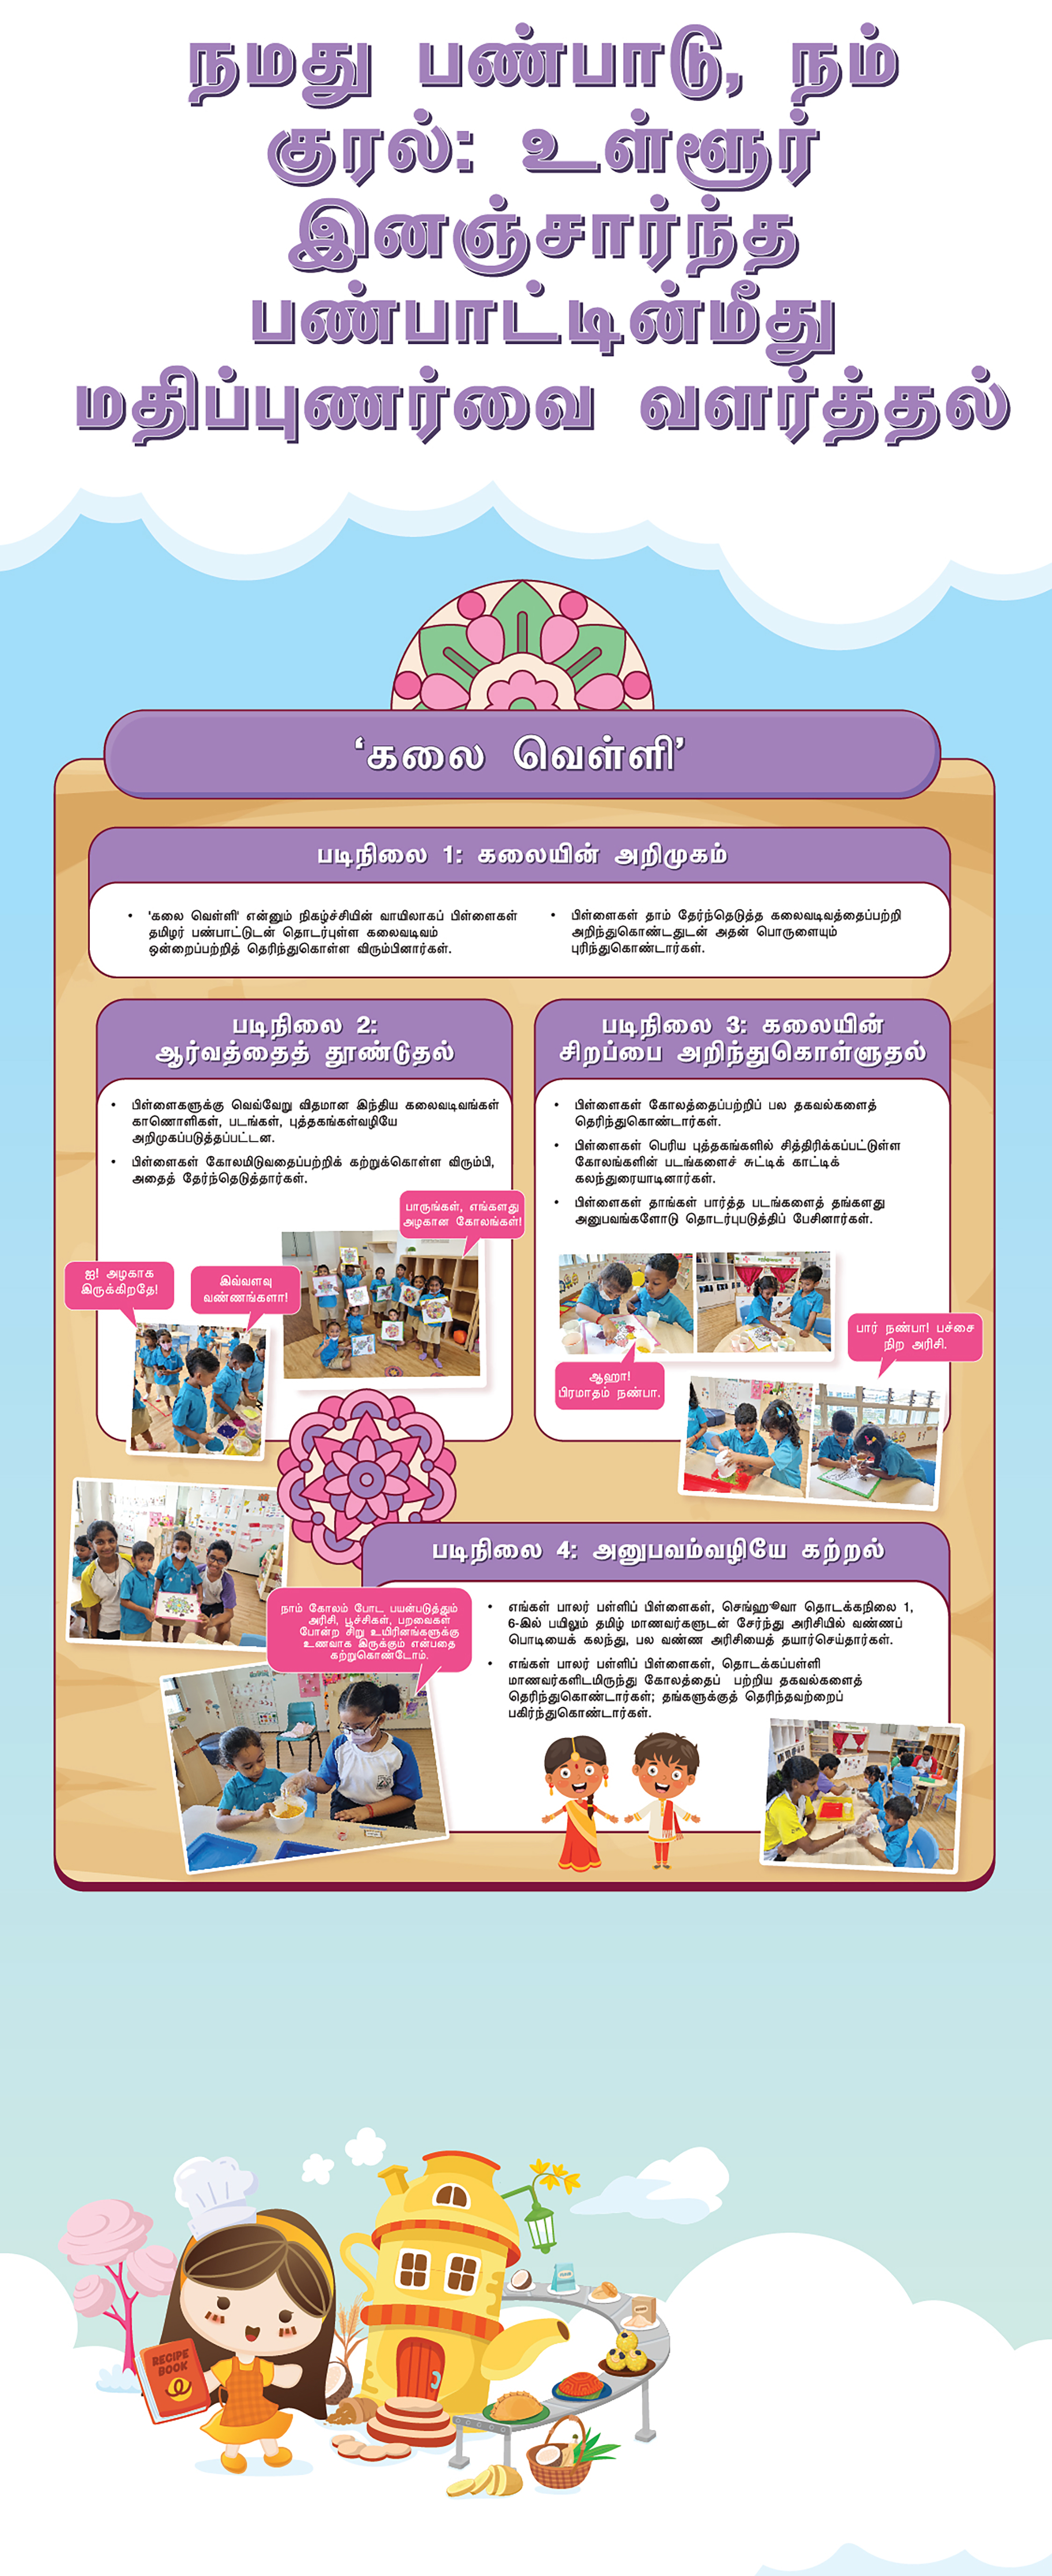 நமது பண்பாடு, நம்
குரல்: உள்ளூர்
இனஞ்சார்ந்த
பண்பாட்டின்மீது
மதிப்புணர்வை வளர்த்தல்
‘கலை வெள்ளி’
படிநிலை 1: கலையின் அறிமுகம்
• 'கலை வெள்ளி' என்னும் நிகழ்ச்சியின் வாயிலாகப் பிள்ளைகள்
தமிழர் பண்பாட்டுடன் தொடர்புள்ள கலைவடிவம்
ஒன்றைப்பற்றித் தெரிந்துகொள்ள விரும்பினார்கள்.
• பிள்ளைகள் தாம் தேர்ந்தெடுத்த கலைவடிவத்தைப்பற்றி
அறிந்துகொண்டதுடன் அதன் பொருளையும்
புரிந்துகொண்டார்கள்.
படிநிலை 2:
ஆர்வத்தைத் தூண்டுதல்
• பிள்ளைகளுக்கு வெவ்வேறு விதமான இந்திய கலைவடிவங்கள்
காணொளிகள், படங்கள், புத்தகங்கள்வழியே
அறிமுகப்படுத்தப்பட்டன.
• பிள்ளைகள் கோலமிடுவதைப்பற்றிக் கற்றுக்கொள்ள விரும்பி,
அதைத் தேர்ந்தெடுத்தார்கள்.
பாருங்கள், எங்களது
அழகான கோலங்கள்!
ஐ! அழகாக
இருக்கிறதே!
இவ்வளவு
வண்ணங்களா!
படிநிலை 3: கலையின்
சிறப்பை அறிந்துகொள்ளுதல்
• பிள்ளைகள் கோலத்தைப்பற்றிப் பல தகவல்களைத்
தெரிந்துகொண்டார்கள்.
• பிள்ளைகள் பெரிய புத்தகங்களில் சித்திரிக்கப்பட்டுள்ள
கோலங்களின் படங்களைச் சுட்டிக் காட்டிக்
கலந்துரையாடினார்கள்.
• பிள்ளைகள் தாங்கள் பார்த்த படங்களைத் தங்களது
அனுபவங்களோடு தொடர்புபடுத்திப் பேசினார்கள்.
பார் நண்பா! பச்சை
நிற அரிசி.
ஆஹா!
பிரமாதம் நண்பா.
படிநிலை 4: அனுபவம்வழியே கற்றல்
நாம் கோலம் போட பயன்படுத்தும்
அரிசி, பூச்சிகள், பறவைகள்
போன்ற சிறு உயிரினங்களுக்கு
உணவாக இருக்கும் என்பதை
கற்றுகொண்டோம்.
• எங்கள் பாலர் பள்ளிப் பிள்ளைகள், செங்ஹூவா தொடக்கநிலை 1,
6-இல் பயிலும் தமிழ் மாணவர்களுடன் சேர்ந்து அரிசியில் வண்ணப்
பொடியைக் கலந்து, பல வண்ண அரிசியைத் தயார்செய்தார்கள்.
• எங்கள் பாலர் பள்ளிப் பிள்ளைகள், தொடக்கப்பள்ளி
மாணவர்களிடமிருந்து கோலத்தைப் பற்றிய தகவல்களைத்
தெரிந்துகொண்டார்கள்; தங்களுக்குத் தெரிந்தவற்றைப்
பகிர்ந்துகொண்டார்கள்.
RECIPE
BOOK